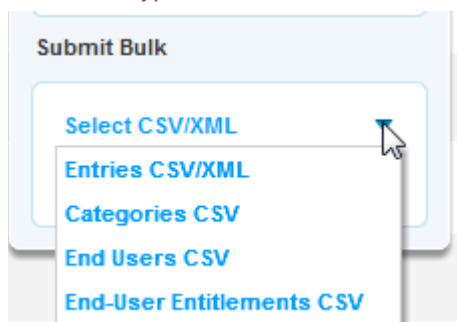 Submit Bulk
Select CSV/XML
Entries CSV/XML
Categories CSV
End Users CSV
End-User Entitlements CSV